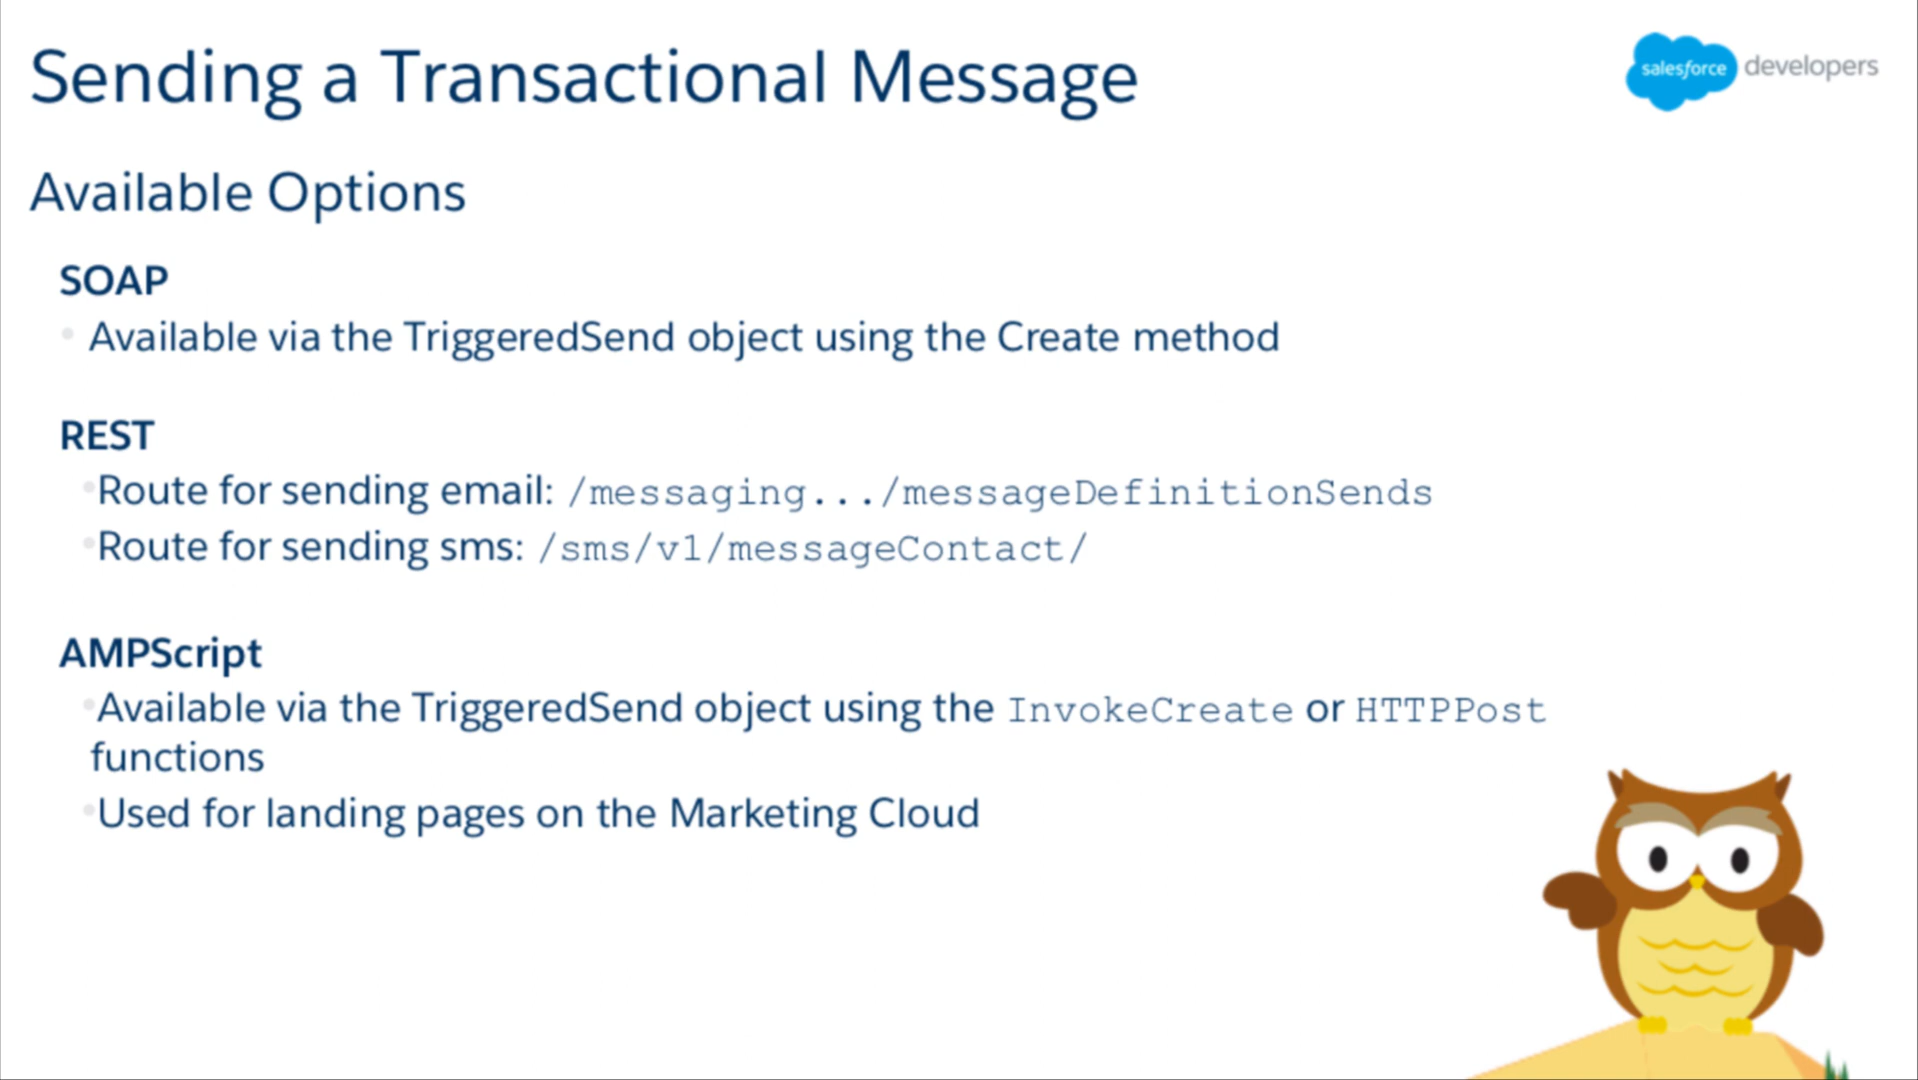 Sending a Transactional Message
salesforce developers
Available Options
SOAP
Available via the TriggeredSend object using the Create method
REST
Route for sending email: /messaging.../messageDefinitionSends
Route for sending sms: /sms/v1/messageContact/
AMPScript
Available via the TriggeredSend object using the InvokeCreate or HTTPPost
functions
Used for landing pages on the Marketing Cloud